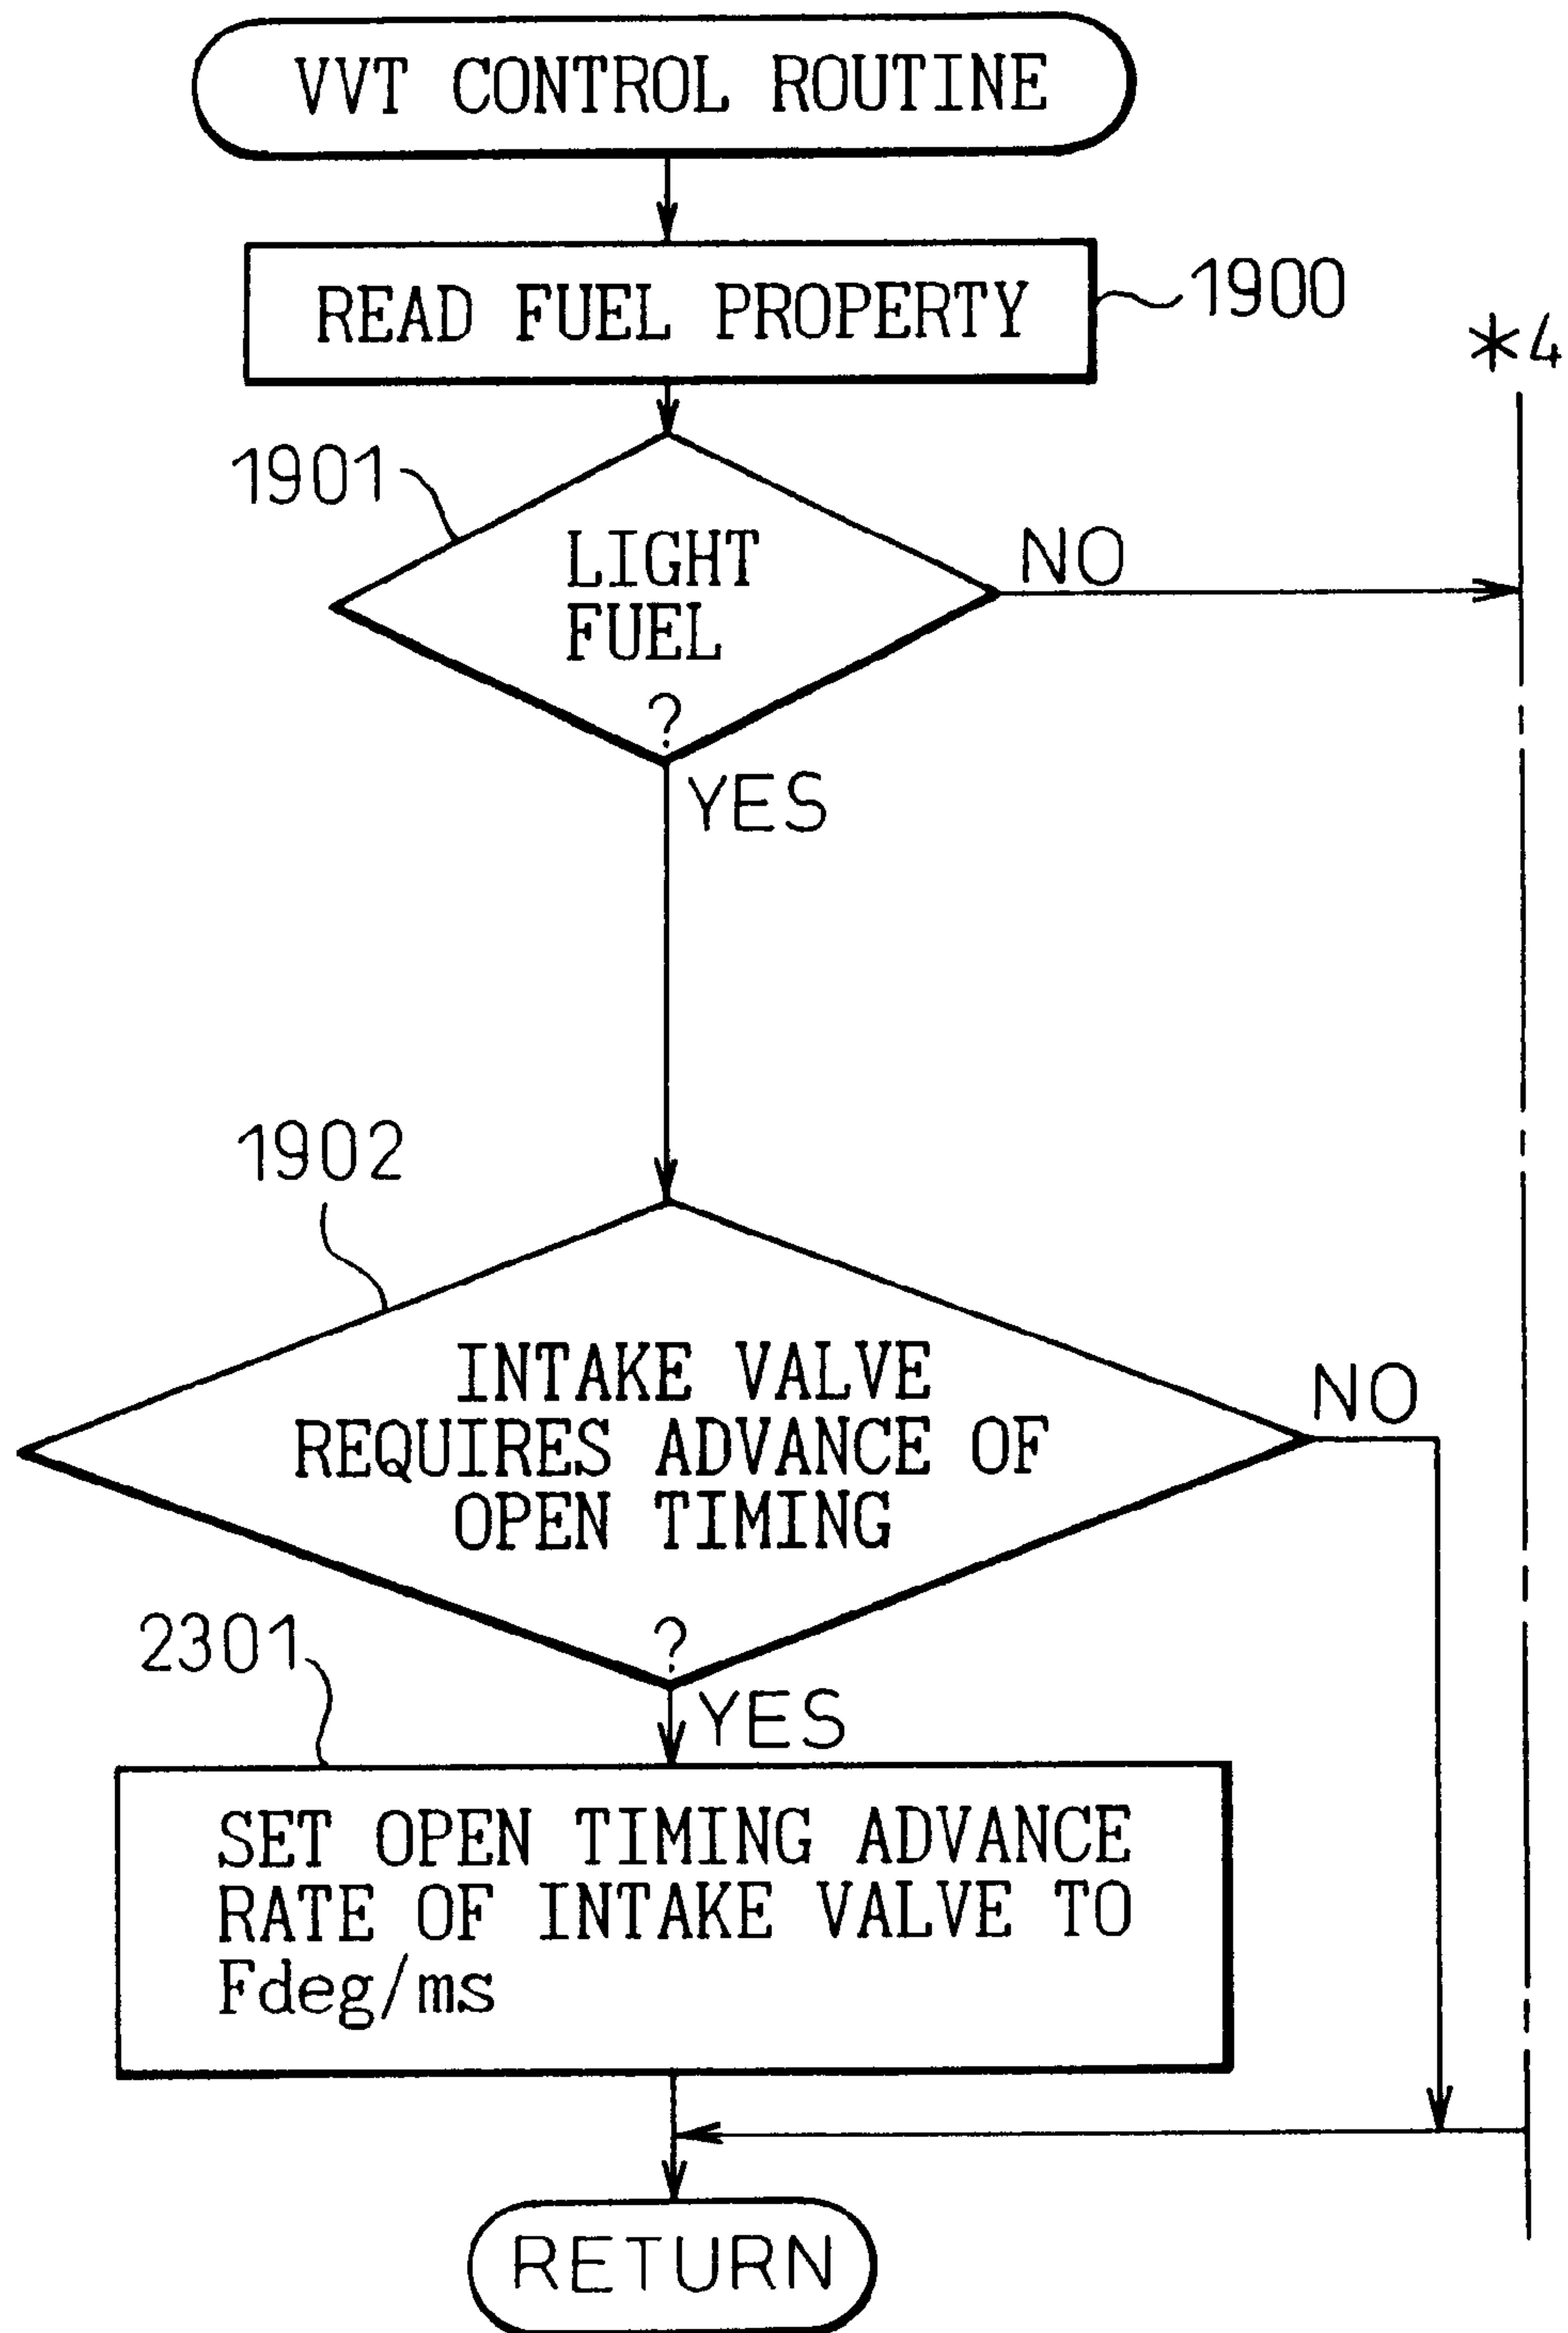 VVT CONTROL ROUTINE
READ FUEL PROPERTY
1900
*4
1901
LIGHT
FUEL
?
NO
YES
1902
INTAKE VALVE
REQUIRES ADVANCE OF
OPEN TIMING
?
NO
2301
YES
SET OPEN TIMING ADVANCE
RATE OF INTAKE VALVE TO
Fdeg/ms
RETURN